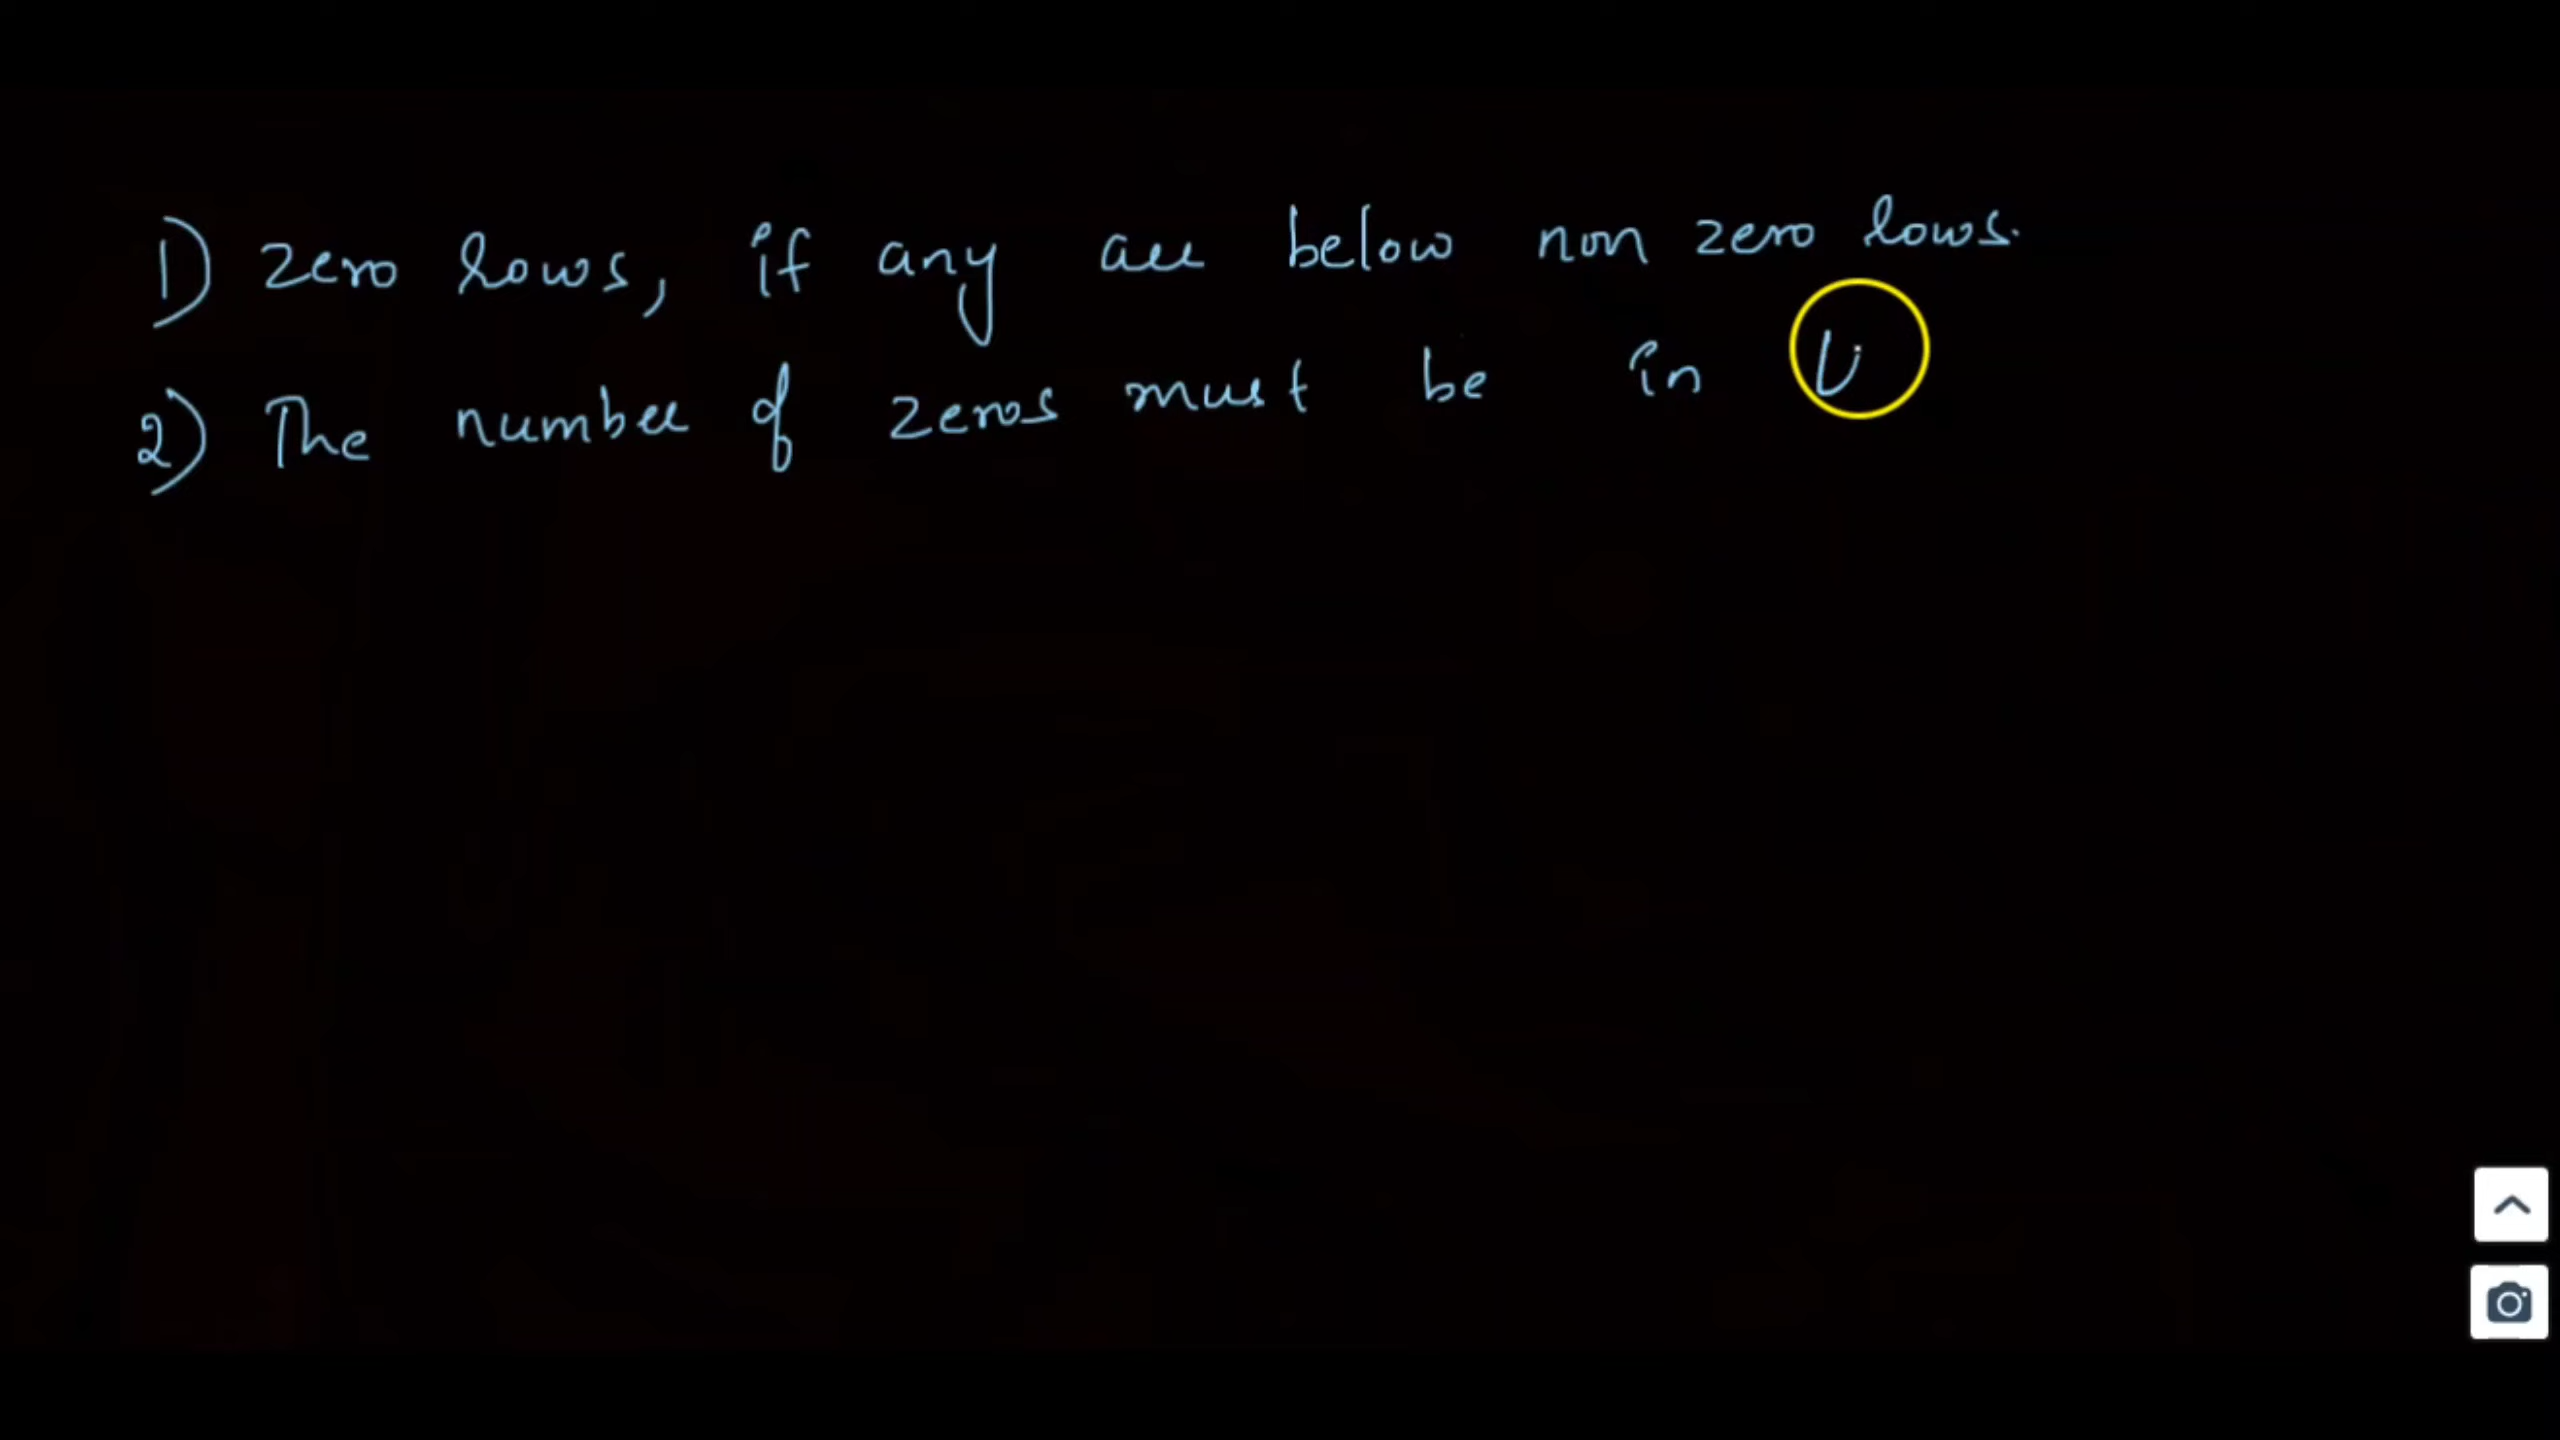 1) zero rows, if any are below non zero rows.
2) The number of zeros must be in